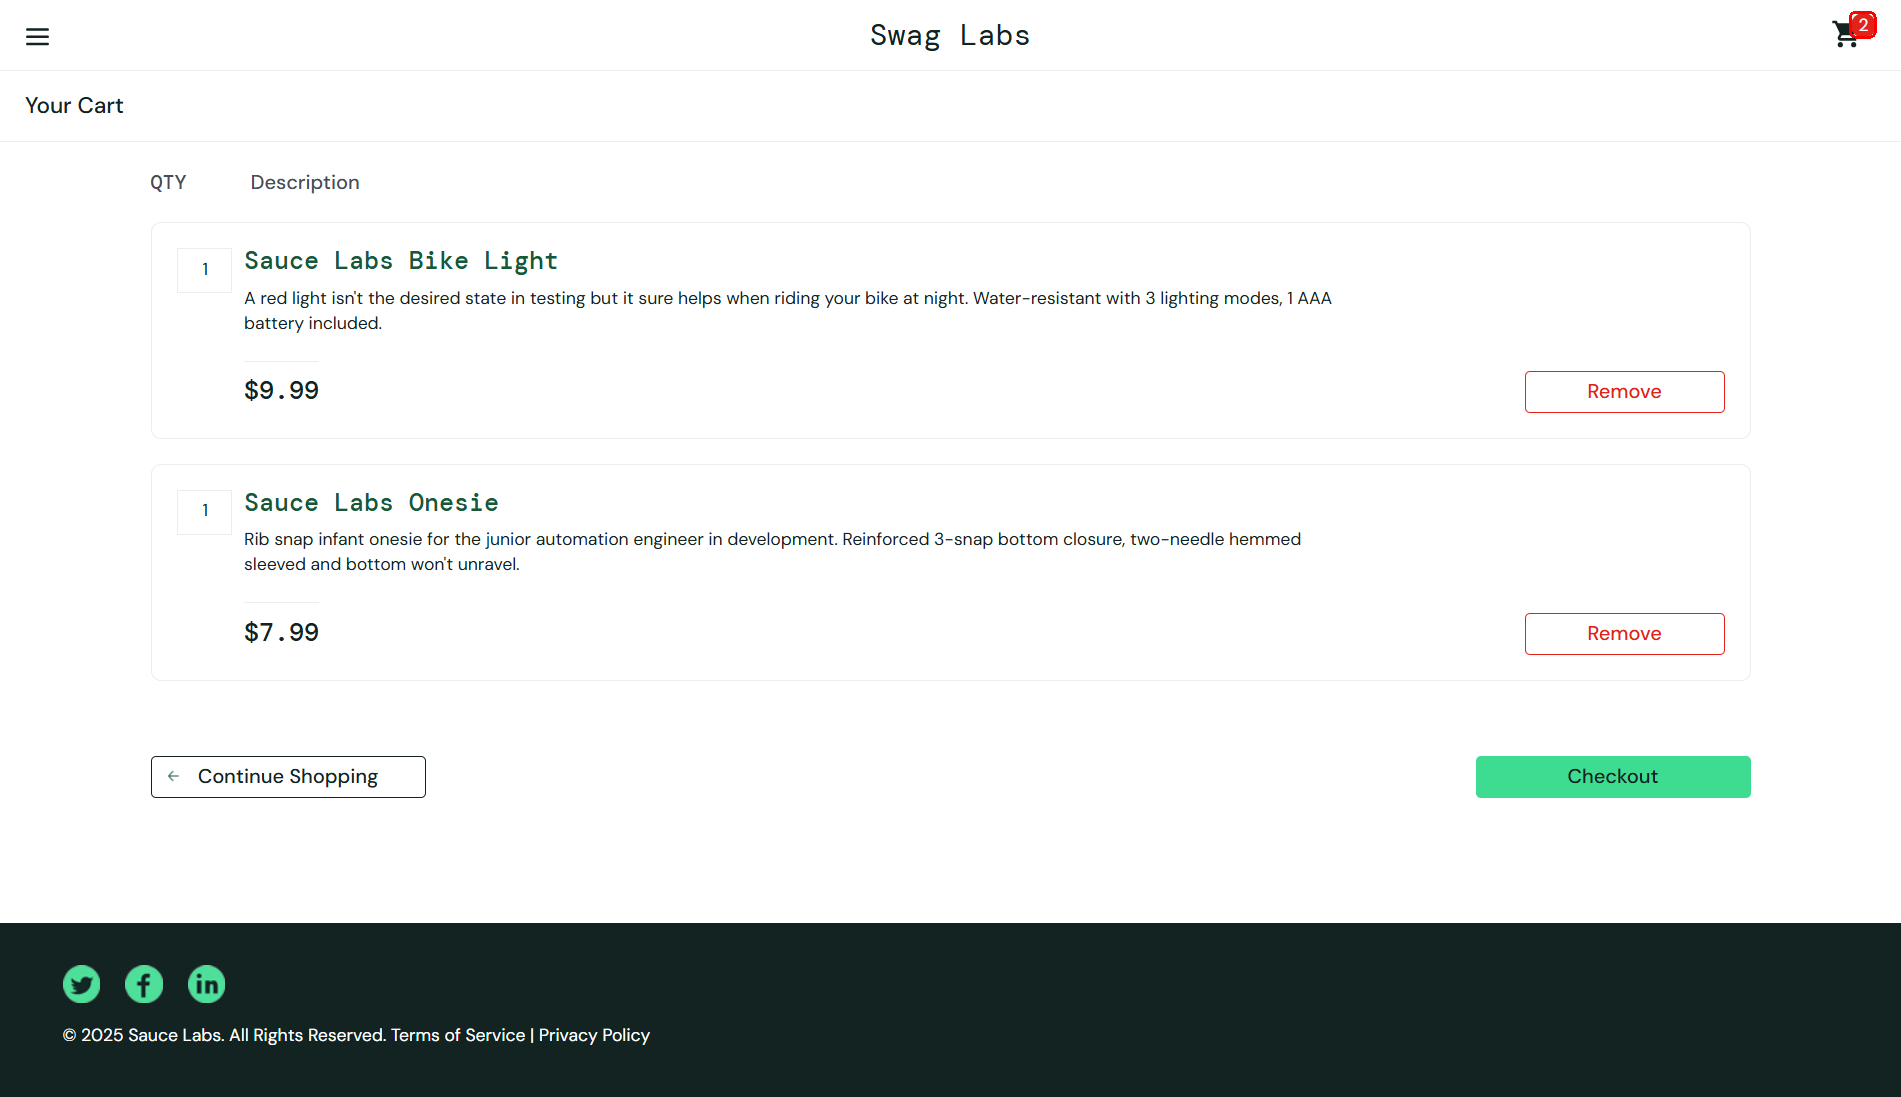 Swag Labs
2
Your Cart
QTY Description
1 Sauce Labs Bike Light
A red light isn't the desired state in testing but it sure helps when riding your bike at night. Water-resistant with 3 lighting modes, 1 AAA
battery included.
$9.99 Remove
1 Sauce Labs Onesie
Rib snap infant onesie for the junior automation engineer in development. Reinforced 3-snap bottom closure, two-needle hemmed
sleeved and bottom won't unravel.
$7.99 Remove
Continue Shopping Checkout
© 2025 Sauce Labs. All Rights Reserved. Terms of Service | Privacy Policy